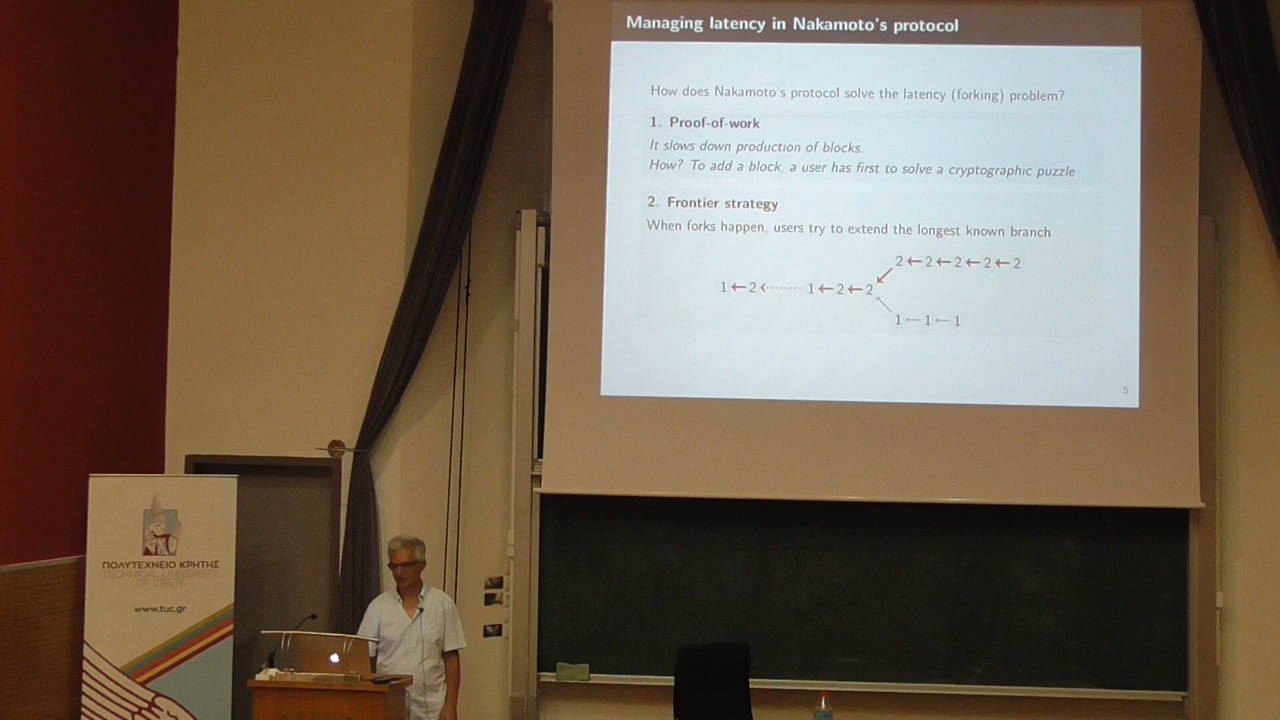 Managing latency in Nakamoto's protocol
How does Nakamoto's protocol solve the latency (forking) problem?
1. Proof-of-work
It slows down production of blocks.
How? To add a block, a user has first to solve a cryptographic puzzle
2. Frontier strategy
When forks happen, users try to extend the longest known branch
2←2←2←2←2
1←2‹········1←2←2
1←1←1
5
ΠΟΛΥΤΕΧΝΕΙΟ ΚΡΗΤΗΣ
TECHNICAL UNIVERSITY
OF CRETE
www.tuc.gr